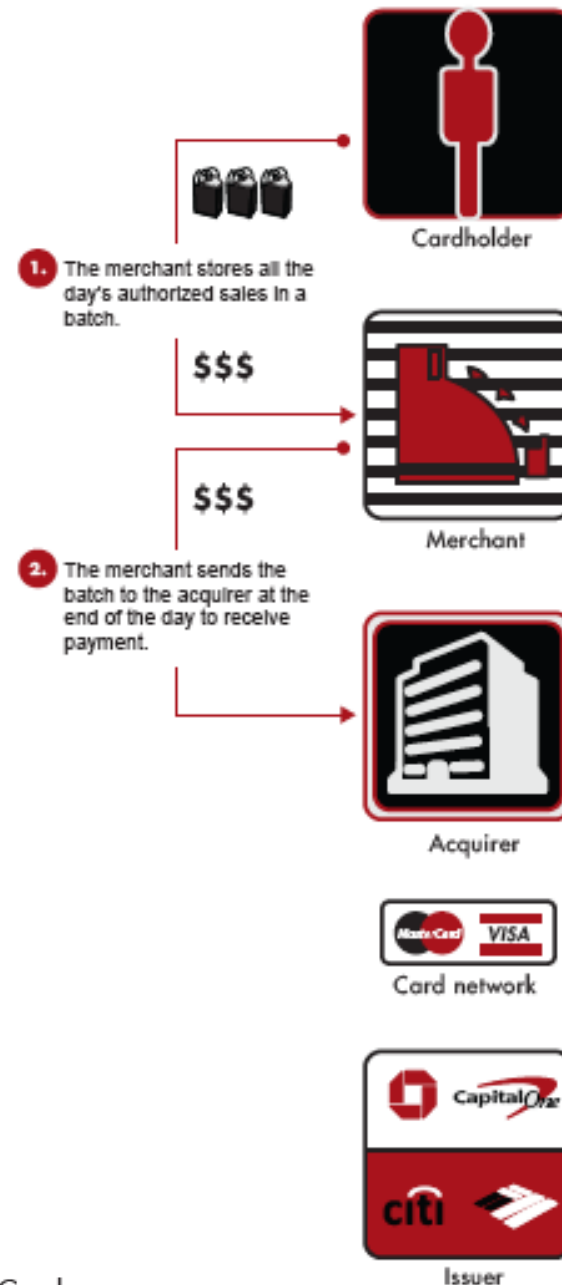 Cardholder
1. The merchant stores all the
day's authorized sales in a
batch.
$$$
Merchant
$$$
2. The merchant sends the
batch to the acquirer at the
end of the day to receive
payment.
Acquirer
MasterCard VISA
Card network
CapitalOne
citi
Issuer